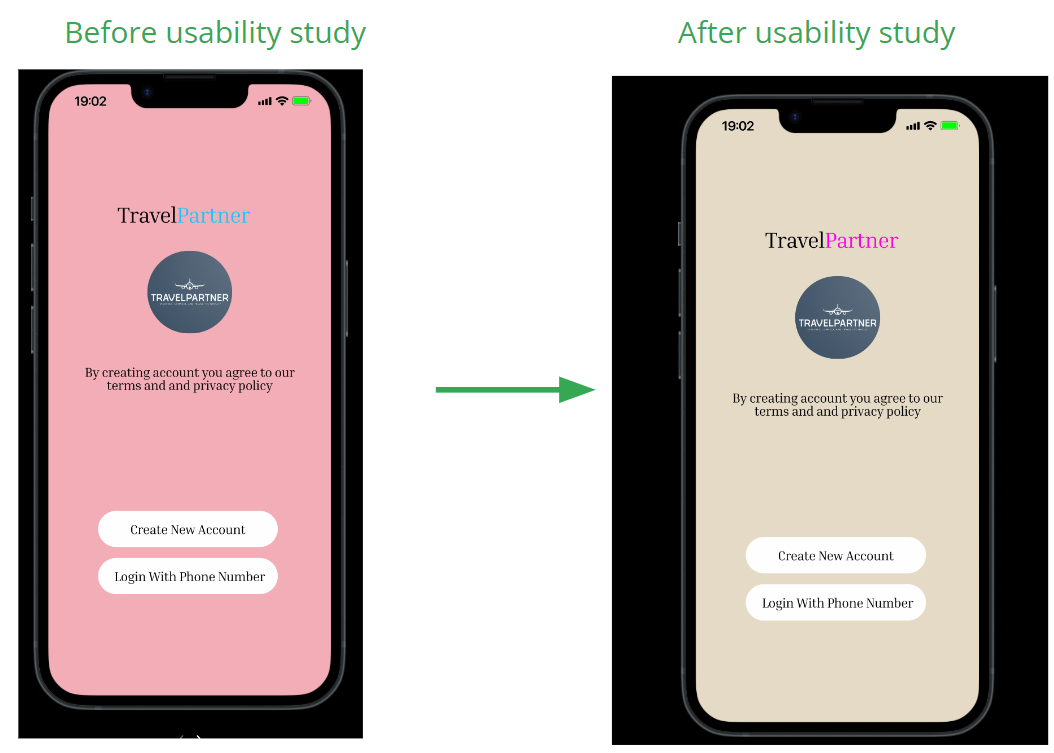 Before usability study
After usability study
19:02
TravelPartner
TRAVELPARTNER
By creating account you agree to our
terms and and privacy policy
Create New Account
Login With Phone Number
19:02
TravelPartner
TRAVELPARTNER
By creating account you agree to our
terms and and privacy policy
Create New Account
Login With Phone Number